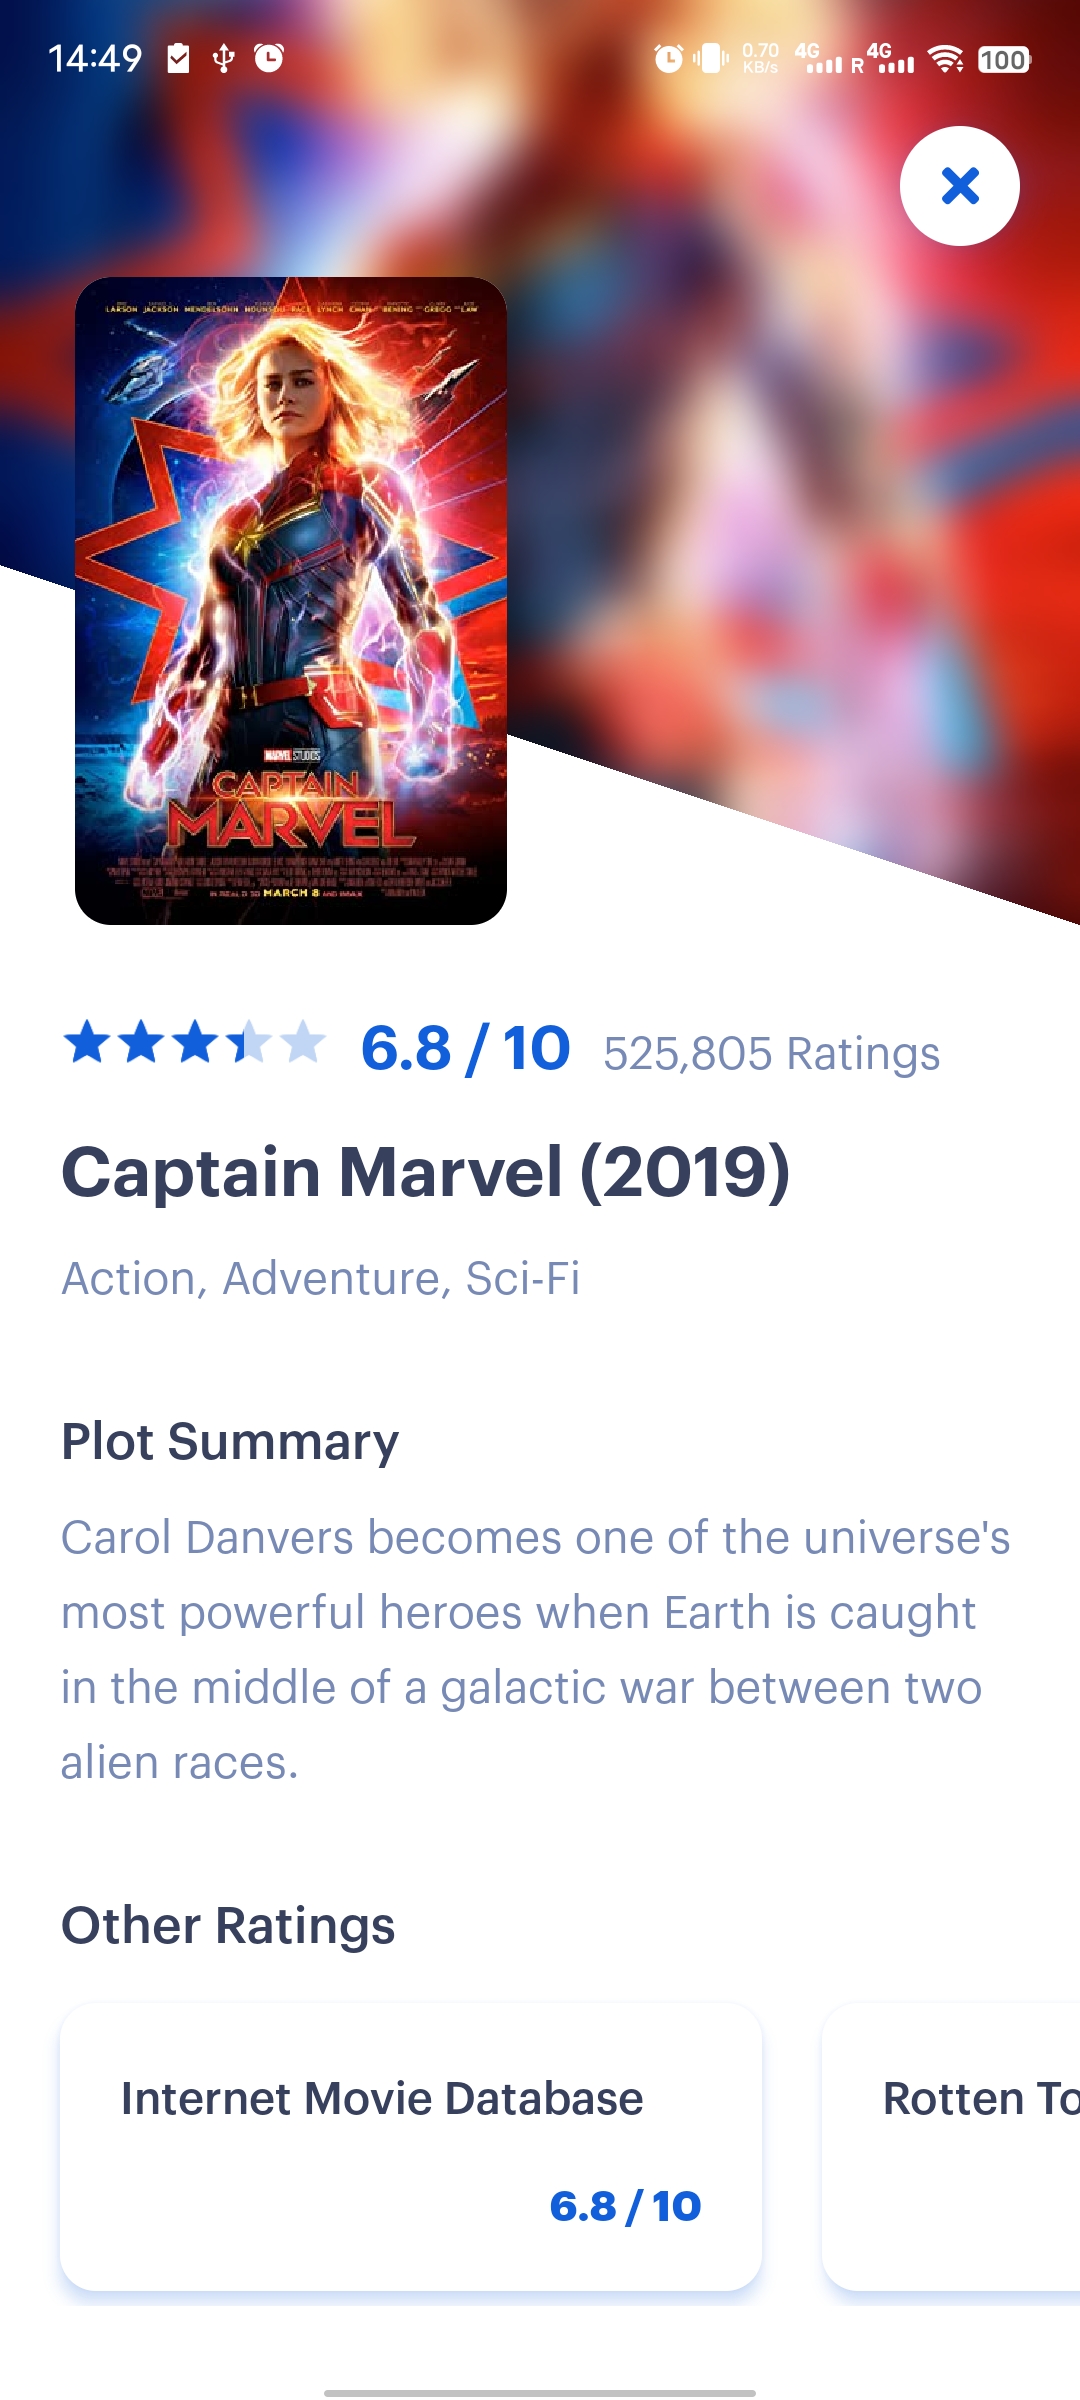 14:49
0.70
KB/s
4G
R
4G
100
LARSON JACKSON MENDELSOHN HOUNSOU PACE LYNCH CHAN BENING GREGG LAW
MARVEL STUDIOS
CAPTAIN
MARVEL
MARCH 8
6.8 / 10
525,805 Ratings
Captain Marvel (2019)
Action, Adventure, Sci-Fi
Plot Summary
Carol Danvers becomes one of the universe's
most powerful heroes when Earth is caught
in the middle of a galactic war between two
alien races.
Other Ratings
Internet Movie Database
6.8 / 10
Rotten To